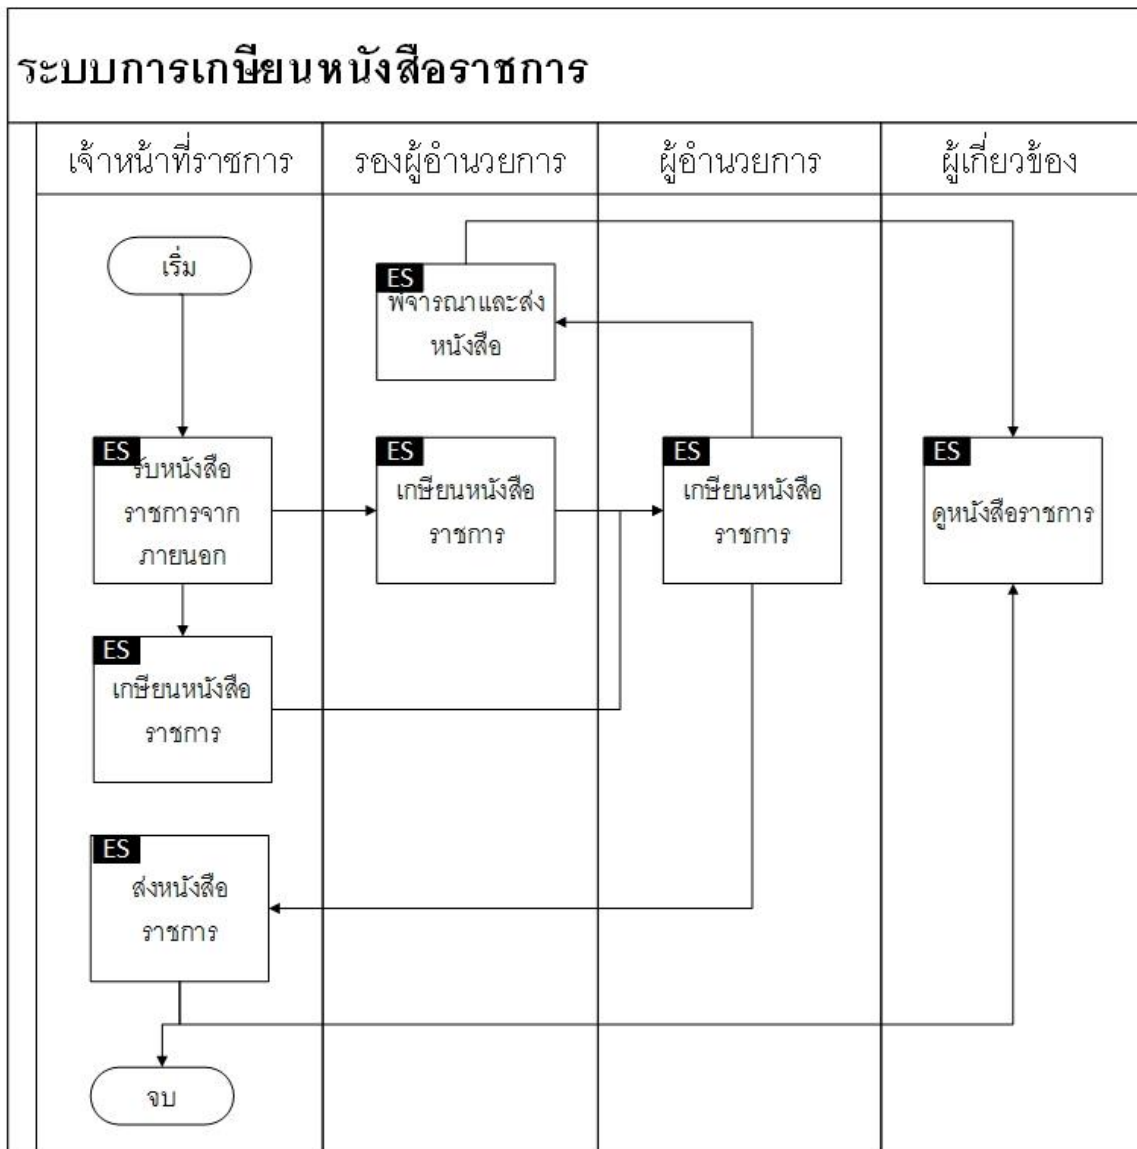 ระบบการเกษียนหนังสือราชการ
เจ้าหน้าที่ราชการ
รองผู้อำนวยการ
ผู้อำนวยการ
ผู้เกี่ยวข้อง
เริ่ม
ES
พิจารณาและส่ง
หนังสือ
ES
รับหนังสือ
ราชการจาก
ภายนอก
ES
เกษียนหนังสือ
ราชการ
ES
เกษียนหนังสือ
ราชการ
ES
ดูหนังสือราชการ
ES
เกษียนหนังสือ
ราชการ
ES
ส่งหนังสือ
ราชการ
จบ